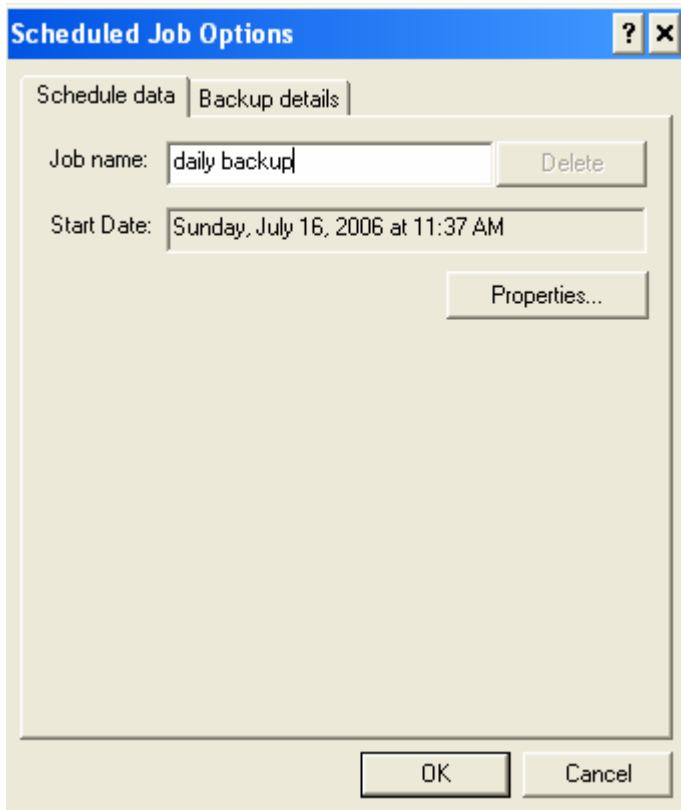 Scheduled Job Options
Schedule data Backup details
Job name: daily backup Delete
Start Date: Sunday, July 16, 2006 at 11:37 AM
Properties...
OK Cancel